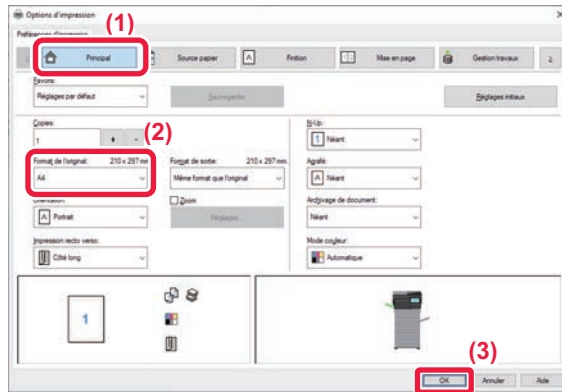 Options d'impression
(1)
Préférences d'impression
Principal
Source papier
Finition
Mise en page
Gestion travaux
Favoris:
Réglages par défaut
Sauvegarder
Réglages initiaux
Copies:
1
(2)
N-Up:
Néant
Format de l'original: 210 x 297 mm
Format de sortie: 210 x 297 mm
Agrafé:
A4
Même format que l'original
Néant
Orientation:
Zoom
Archivage de document:
Portrait
Réglages...
Néant
Impression recto verso:
Mode couleur:
Côté long
Automatique
1
(3)
OK
Annuler
Aide